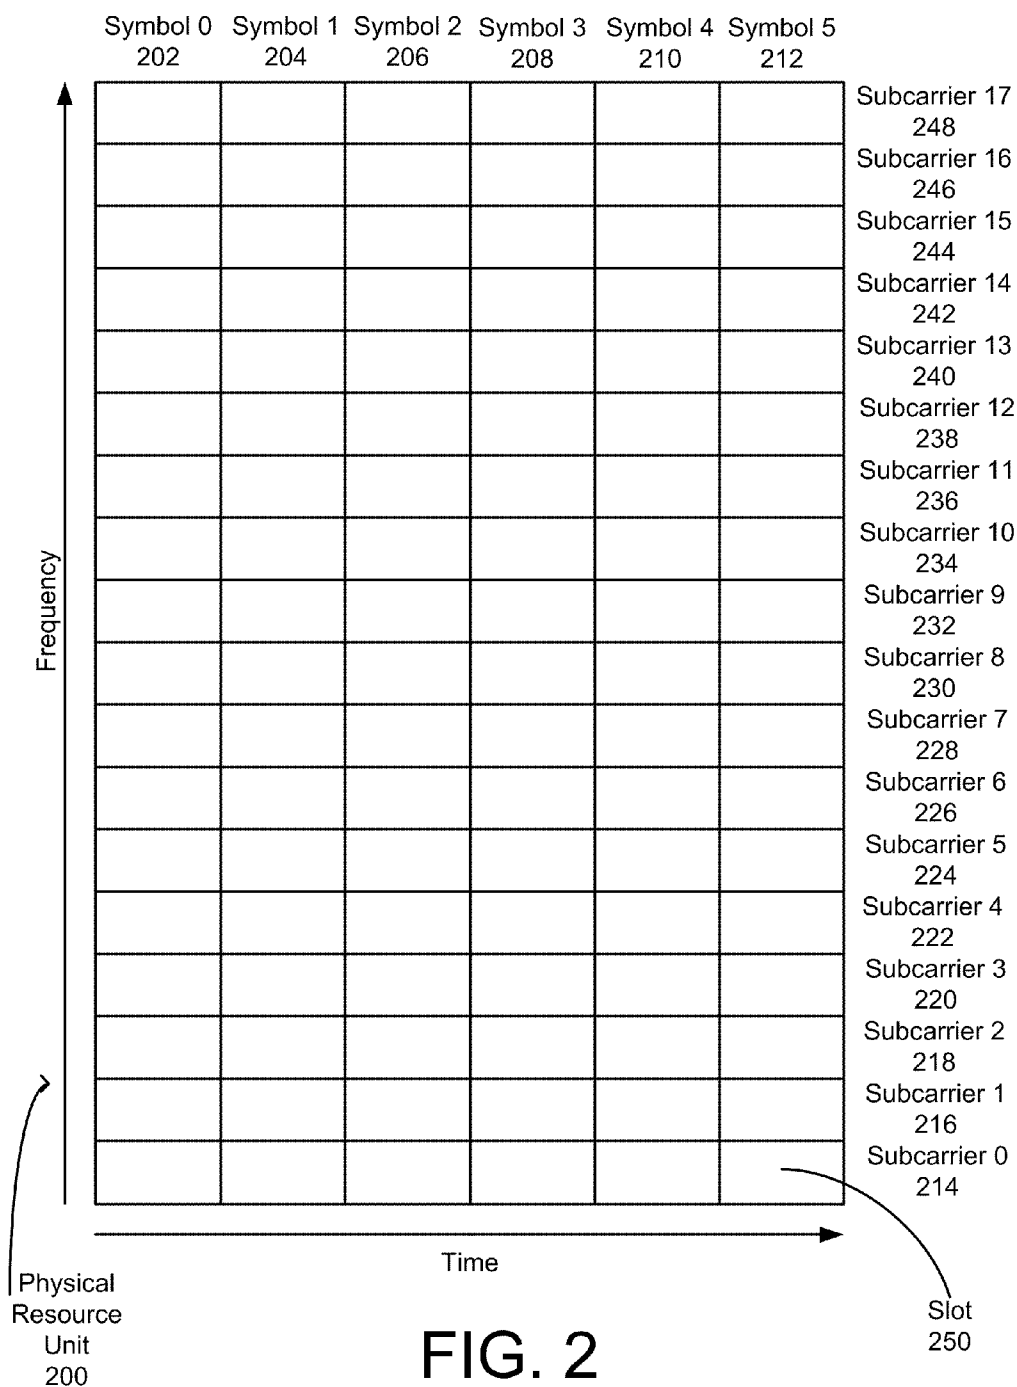 Symbol 0 Symbol 1 Symbol 2 Symbol 3 Symbol 4 Symbol 5
202 204 206 208 210 212
Subcarrier 17
248
Subcarrier 16
246
Subcarrier 15
244
Subcarrier 14
242
Subcarrier 13
240
Subcarrier 12
238
Subcarrier 11
236
Subcarrier 10
234
Subcarrier 9
232
Subcarrier 8
230
Subcarrier 7
228
Subcarrier 6
226
Subcarrier 5
224
Subcarrier 4
222
Subcarrier 3
220
Subcarrier 2
218
Subcarrier 1
216
Subcarrier 0
214
Frequency
Time
Physical
Resource
Unit
200
Slot
250
FIG. 2